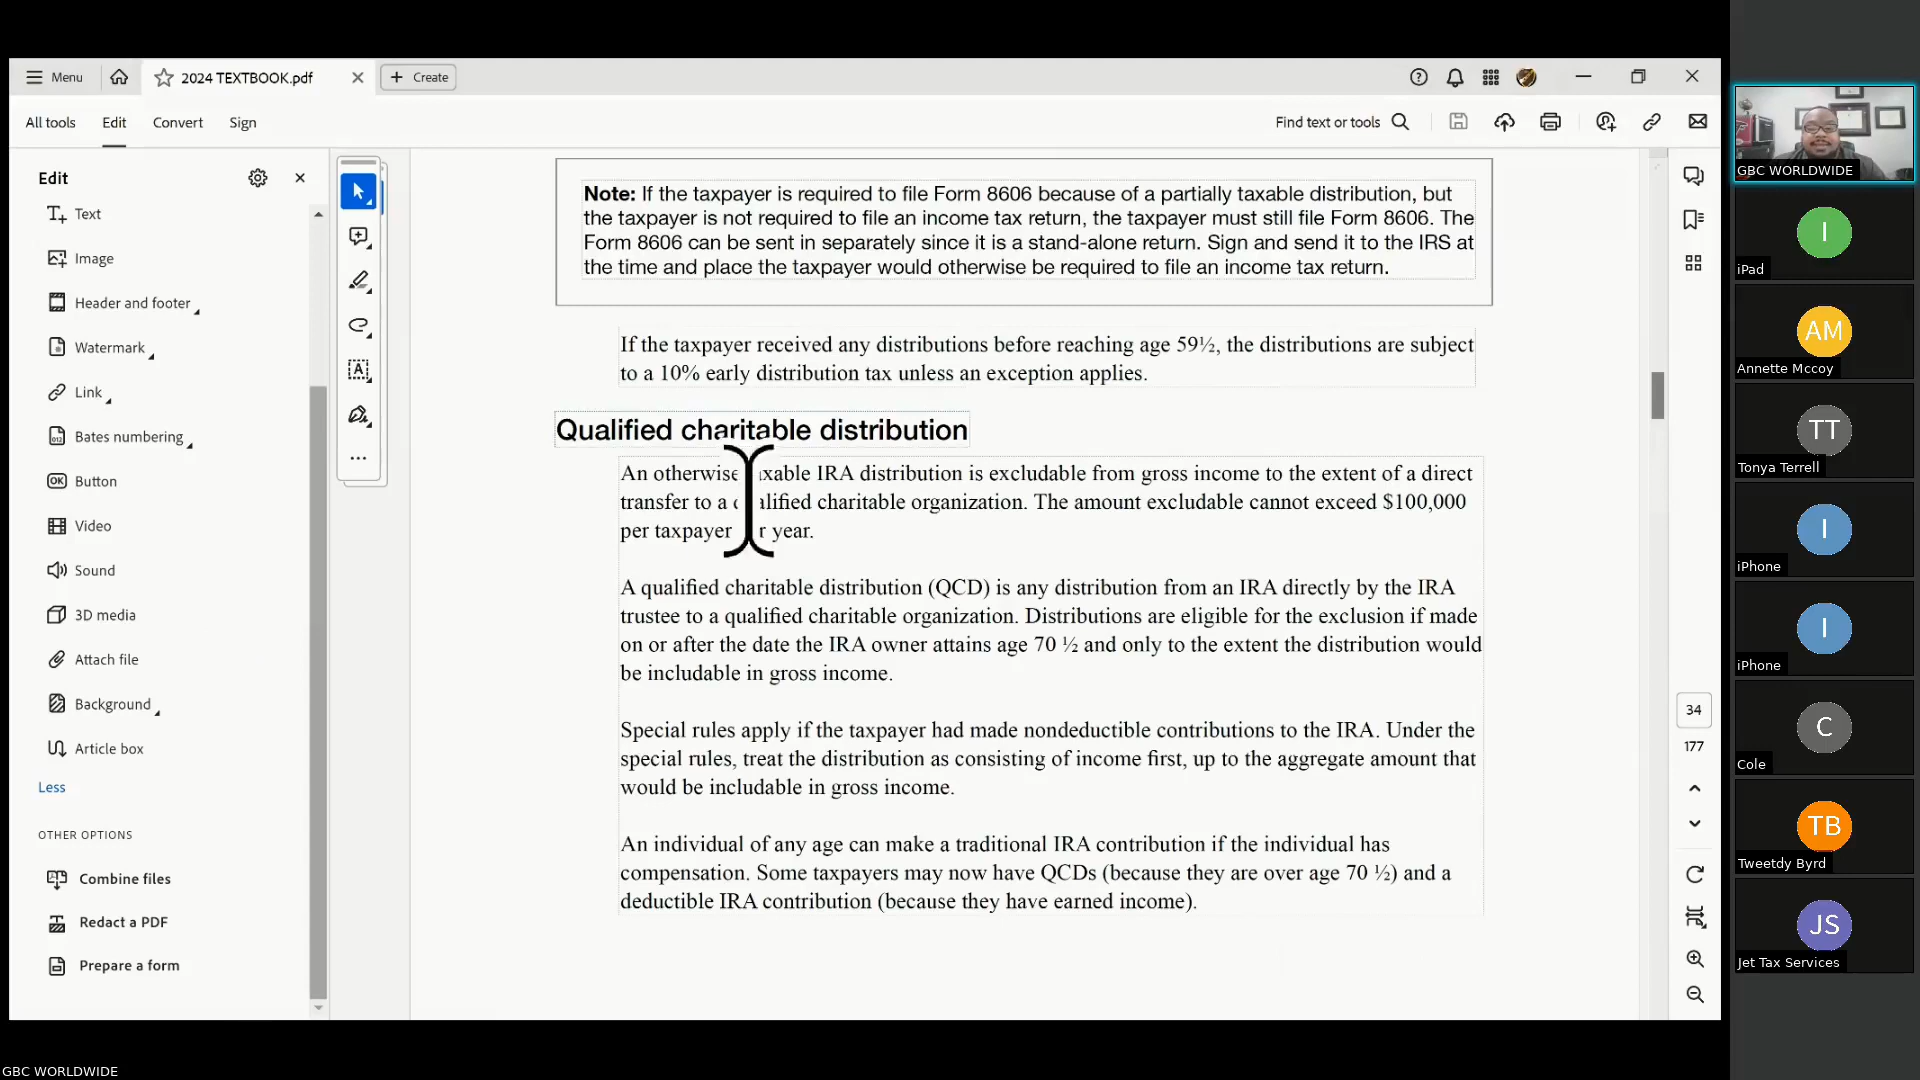 Menu
2024 TEXTBOOK.pdf
Create
All tools
Edit
Convert
Sign
Find text or tools
Edit
Text
Image
Header and footer
Watermark
Link
Bates numbering
Button
Video
Sound
3D media
Attach file
Background
Article box
Less
OTHER OPTIONS
Combine files
Redact a PDF
Prepare a form
Note: If the taxpayer is required to file Form 8606 because of a partially taxable distribution, but
the taxpayer is not required to file an income tax return, the taxpayer must still file Form 8606. The
Form 8606 can be sent in separately since it is a stand-alone return. Sign and send it to the IRS at
the time and place the taxpayer would otherwise be required to file an income tax return.
If the taxpayer received any distributions before reaching age 59½, the distributions are subject
to a 10% early distribution tax unless an exception applies.
Qualified charitable distribution
An otherwise IRA distribution is excludable from gross income to the extent of a direct
transfer to a charitable organization. The amount excludable cannot exceed $100,000
per taxpayer year.
A qualified charitable distribution (QCD) is any distribution from an IRA directly by the IRA
trustee to a qualified charitable organization. Distributions are eligible for the exclusion if made
on or after the date the IRA owner attains age 70 ½ and only to the extent the distribution would
be includable in gross income.
Special rules apply if the taxpayer had made nondeductible contributions to the IRA. Under the
special rules, treat the distribution as consisting of income first, up to the aggregate amount that
would be includable in gross income.
An individual of any age can make a traditional IRA contribution if the individual has
compensation. Some taxpayers may now have QCDs (because they are over age 70 ½) and a
deductible IRA contribution (because they have earned income).
34
177
GBC WORLDWIDE
I
iPad
AM
Annette Mccoy
TT
Tonya Terrell
I
iPhone
I
iPhone
C
Cole
TB
Tweetdy Byrd
JS
Jet Tax Services
GBC WORLDWIDE